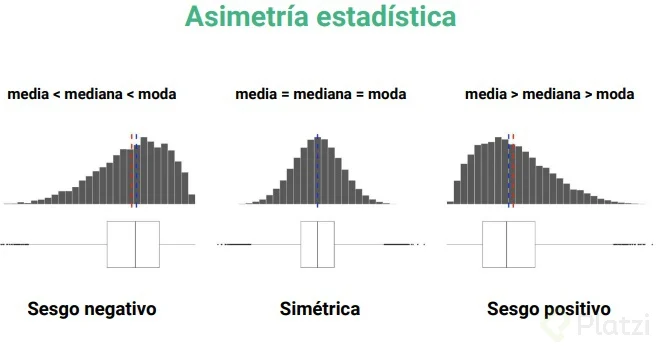 Asimetría estadística
media < mediana < moda
media = mediana = moda
media > mediana > moda
Sesgo negativo
Simétrica
Sesgo positivo
Platzi